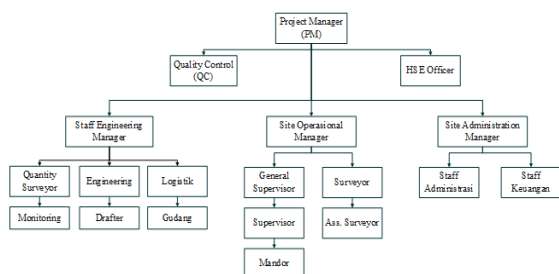 Project Manager
(PM)
Quality Control
(QC)
HSE Officer
Staff Engineering
Manager
Site Operasional
Manager
Site Administration
Manager
Quantity
Surveyor
Engineering
Logistik
General
Supervisor
Surveyor
Staff
Administrasi
Staff
Keuangan
Monitoring
Drafter
Gudang
Supervisor
Ass. Surveyor
Mandor